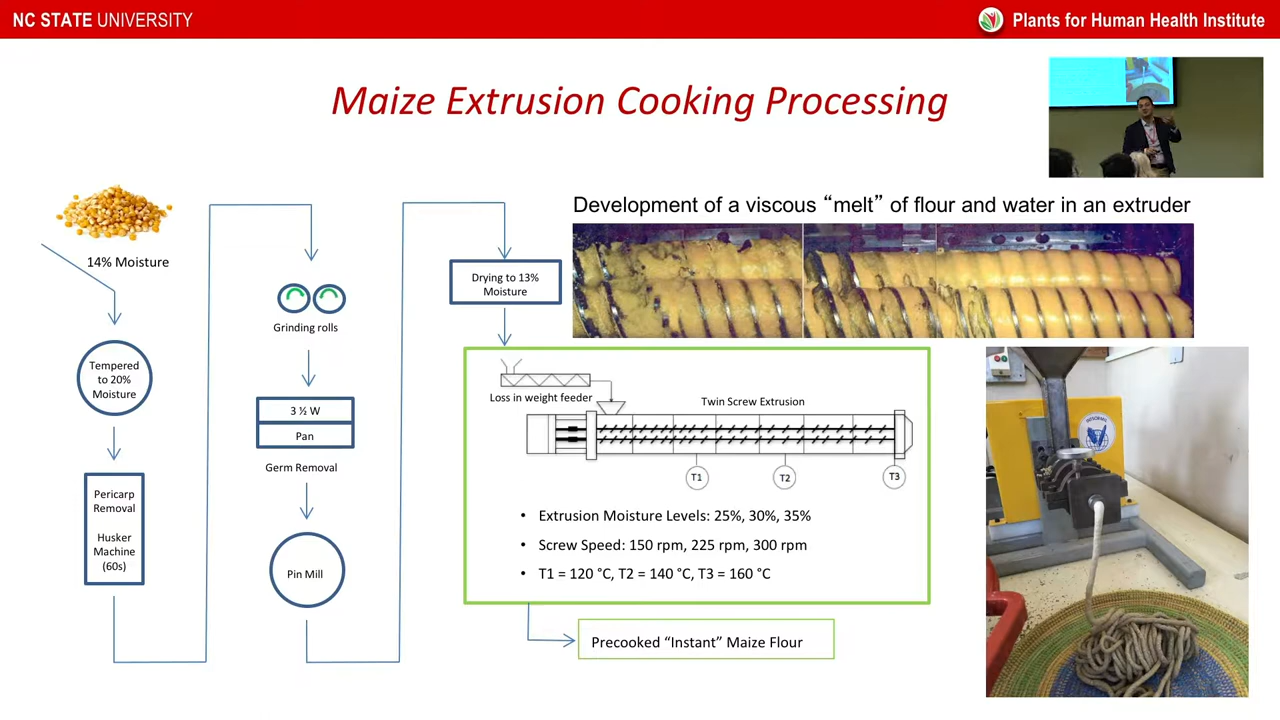 NC STATE UNIVERSITY
Plants for Human Health Institute
Maize Extrusion Cooking Processing
14% Moisture
Tempered
to 20%
Moisture
Pericarp
Removal
Husker
Machine
(60s)
Grinding rolls
3 ½ W
Pan
Germ Removal
Pin Mill
Drying to 13%
Moisture
Development of a viscous “melt” of flour and water in an extruder
Loss in weight feeder
Twin Screw Extrusion
T1
T2
T3
• Extrusion Moisture Levels: 25%, 30%, 35%
• Screw Speed: 150 rpm, 225 rpm, 300 rpm
• T1 = 120 °C, T2 = 140 °C, T3 = 160 °C
Precooked “Instant” Maize Flour